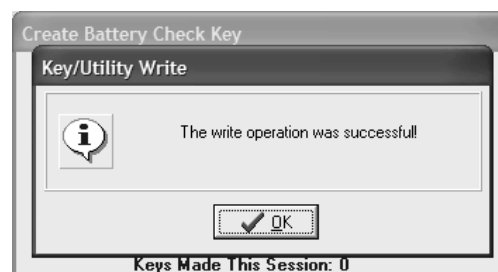 Create Battery Check Key
Key/Utility Write
The write operation was successful!
OK
Keys Made This Session: 0